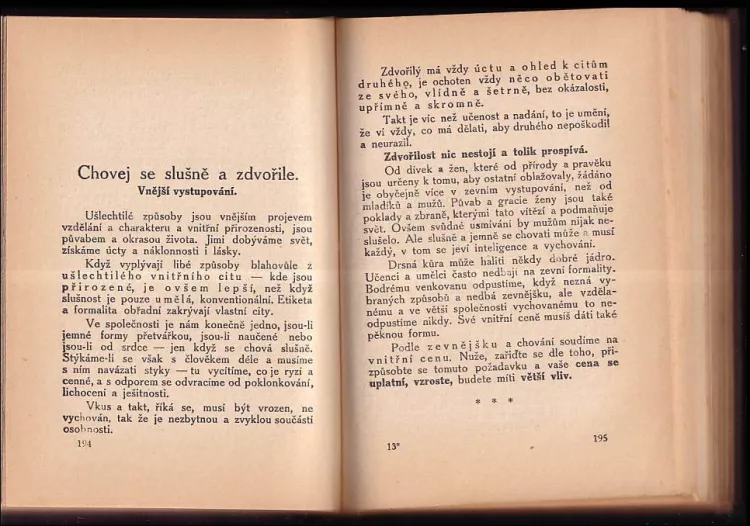 Chovej se slušně a zdvořile.
Vnější vystupování.
Ušlechtilé způsoby jsou vnějším projevem
vzdělání a charakteru a vnitřní přirozenosti, jsou
půvabem a okrasou života. Jimi dobýváme svět,
získáme úcty a náklonnosti i lásky.
Když vyplývají libé způsoby blahovůle z
ušlechtilého vnitřního citu — kde jsou
přirozené, je ovšem lepší, než když
slušnost je pouze umělá, konvenitonální. Etiketa
a formalita obřadní zakrývají vlastní city.
Ve společnosti je nám konečně jedno, jsou-li
jemné formy přetvářkou, jsou-li naučené nebo
jsou-li od srdce — jen když se chová slušně.
Stýkáme-li se však s člověkem déle a musíme
s ním navázati styky — tu vycítíme, co je ryzí a
cenné, a s odporem se odvracíme od poklonkování,
lichocení a ješitnosti.
Vkus a takt, říká se, musí být vrozen, ne
vychován, tak že je nezbytnou a zvyklou součástí
osobnosti.
194
Zdvořilý má vždy úctu a ohled k citům
druhého, je ochoten vždy něco obětovati
ze svého, vlídně a šetrně, bez okázalosti,
upřímně a skromně.
Takt je víc než učenost a nadání, to je umění,
že ví vždy, co má dělati, aby druhého nepoškodil
a neurazil.
Zdvořilost nic nestojí a tolik prospívá.
Od dívek a žen, které od přírody a pravěku
jsou určeny k tomu, aby ostatní oblažovaly, žádáno
je obyčejně více v zevním vystupování, než od
mladíků a mužů. Půvab a gracie ženy jsou také
poklady a zbraně, kterými tato vítězí a podmaňuje
svět. Ovšem svůdné usmívání by mužům nijak ne-
slušelo. Ale slušně a jemně se chovati může a musí
každý, v tom se jeví inteligence a vychování.
Drsná kůra může haliti někdy dobré jádro.
Učenci a umělci často nedbají na zevní formality.
Bodrému venkovanu odpustíme, když nezná vy-
braných způsobů a nedbá zevnějšku, ale vzděla-
nému a ve větší společnosti vychovanému to ne-
odpustíme nikdy. Své vnitřní ceně musíš dáti také
pěknou formu.
Podle zevnějšku a chování soudíme na
vnitřní cenu. Nuže, zařiďte se dle toho, při-
způsobte se tomuto požadavku a vaše cena se
uplatní, vzroste, budete míti větší vliv.
* * *
13*
195